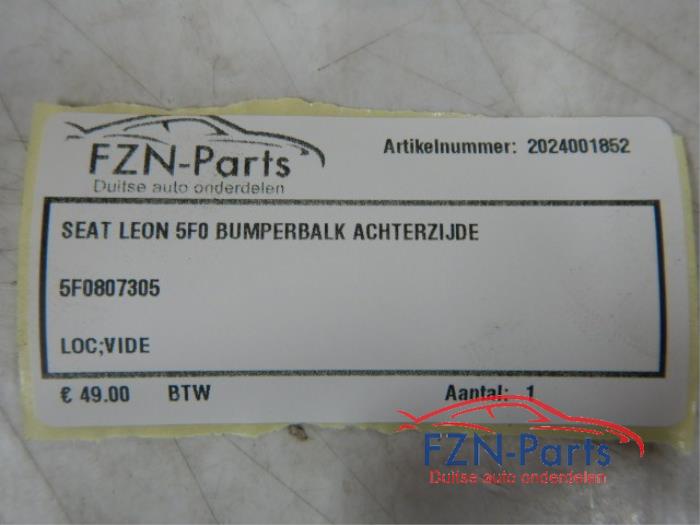 FZN-Parts
Duitse auto onderdelen
Artikelnummer: 2024001852
SEAT LEON 5F0 BUMPERBALK ACHTERZIJDE
5F0807305
LOC;VIDE
€ 49.00 BTW Aantal: 1
FZN-Parts
Duitse auto onderdelen